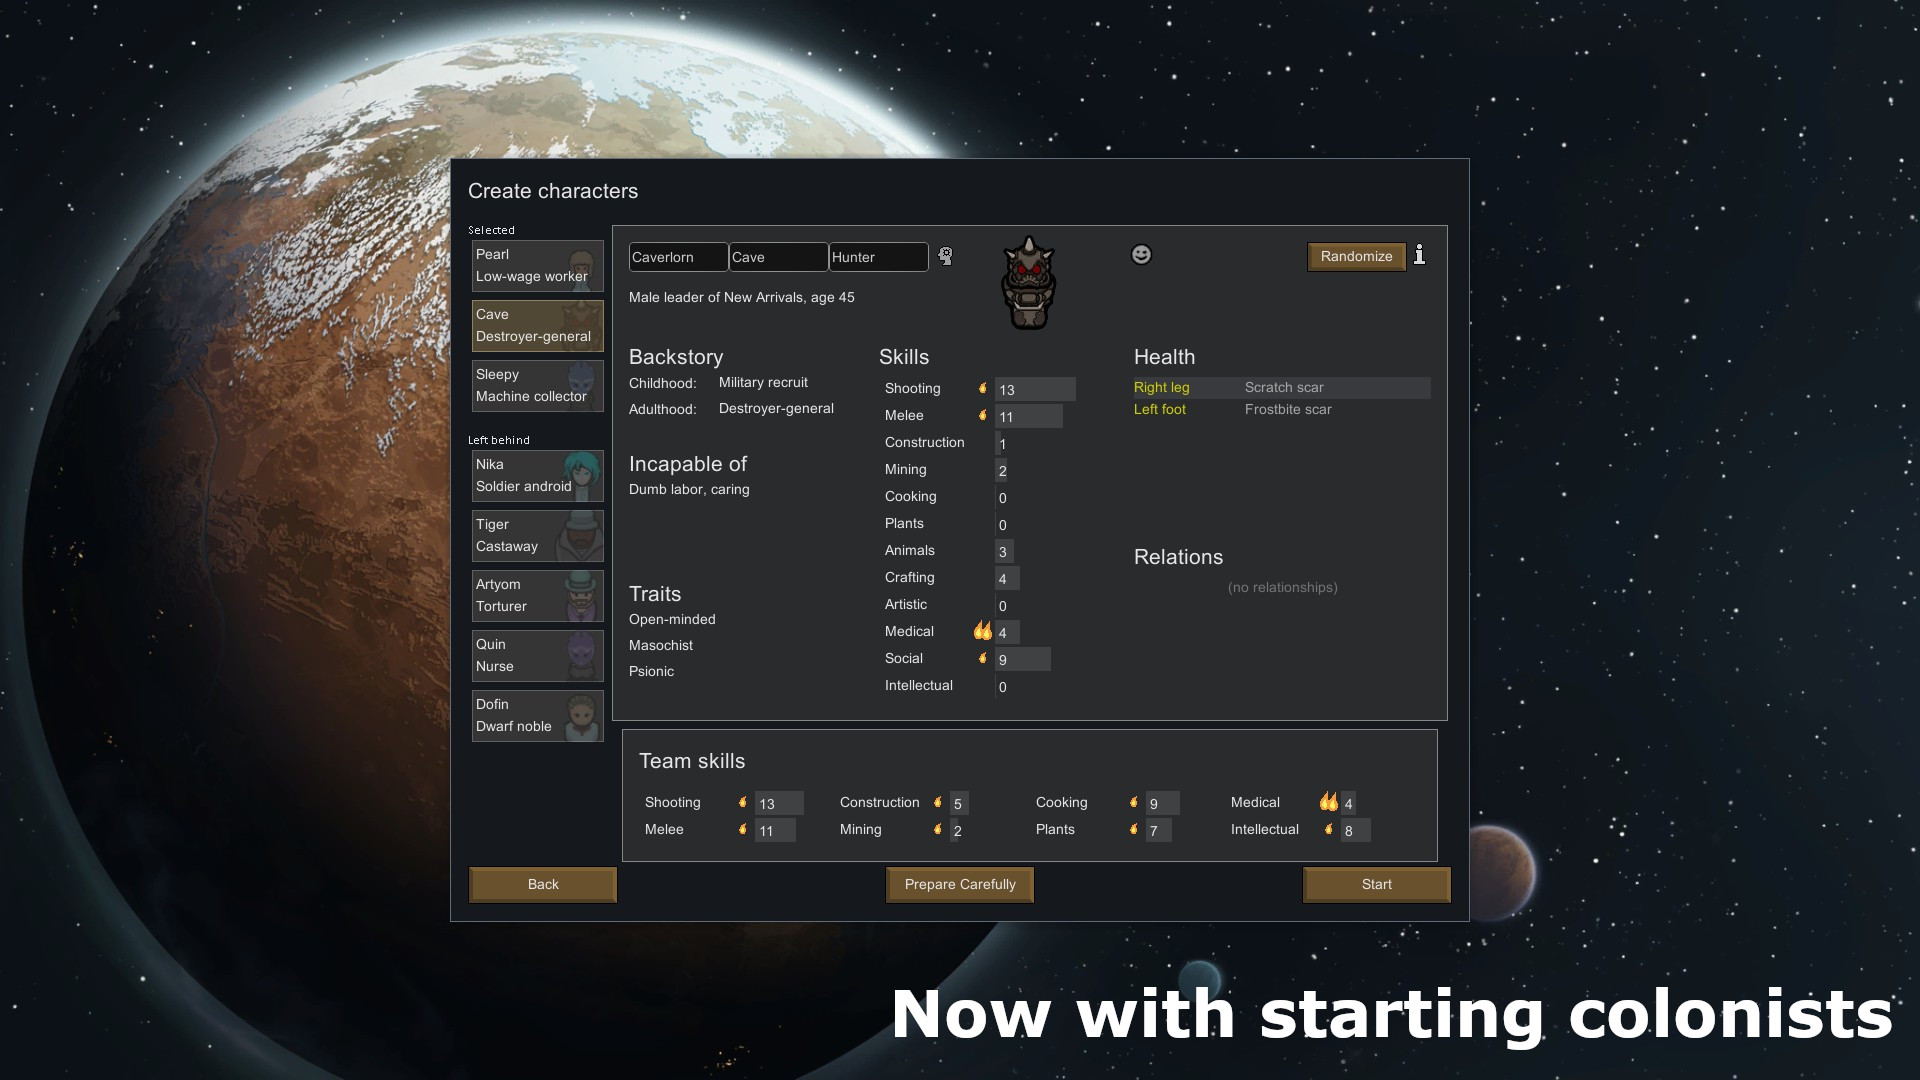 Create characters
Selected
Pearl
Low-wage worker
Cave
Destroyer-general
Sleepy
Machine collector
Left behind
Nika
Soldier android
Tiger
Castaway
Artyom
Torturer
Quin
Nurse
Dofin
Dwarf noble
Caverlorn Cave Hunter
Randomize
Male leader of New Arrivals, age 45
Backstory
Childhood: Military recruit
Adulthood: Destroyer-general
Incapable of
Dumb labor, caring
Traits
Open-minded
Masochist
Psionic
Skills
Shooting 13
Melee 11
Construction 1
Mining 2
Cooking 0
Plants 0
Animals 3
Crafting 4
Artistic 0
Medical 4
Social 9
Intellectual 0
Health
Right leg Scratch scar
Left foot Frostbite scar
Relations
(no relationships)
Team skills
Shooting 13 Construction 5 Cooking 9 Medical 4
Melee 11 Mining 2 Plants 7 Intellectual 8
Back Prepare Carefully Start
Now with starting colonists